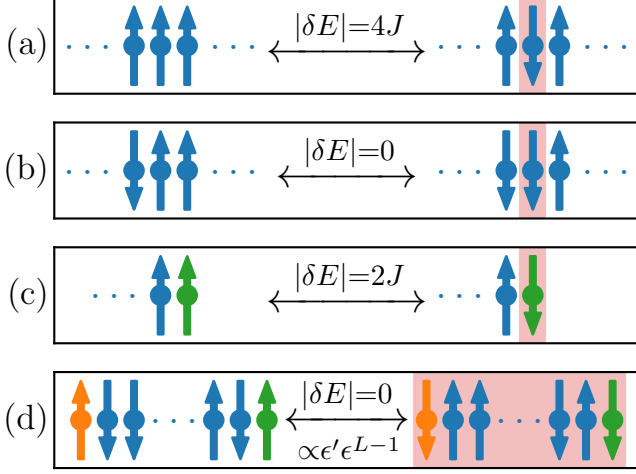 (a) · · · · · · |δE|=4J · · · · · ·
(b) · · · · · · |δE|=0 · · · · · ·
(c) · · · |δE|=2J · · ·
(d) · · · |δE|=0 · · ·
∝ϵ′ϵ^{L−1}